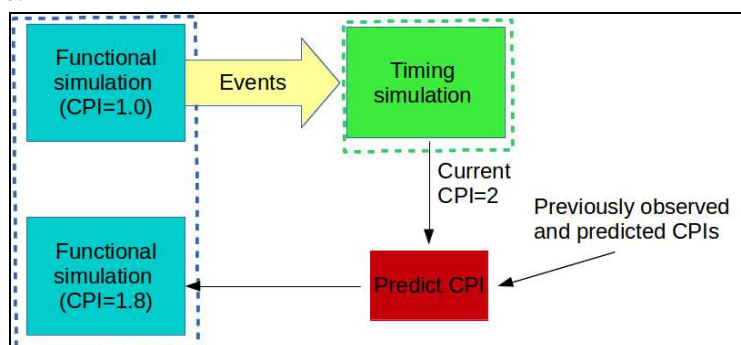 Functional
simulation
(CPI=1.0)
Events
Timing
simulation
Current
CPI=2
Previously observed
and predicted CPIs
Functional
simulation
(CPI=1.8)
Predict CPI